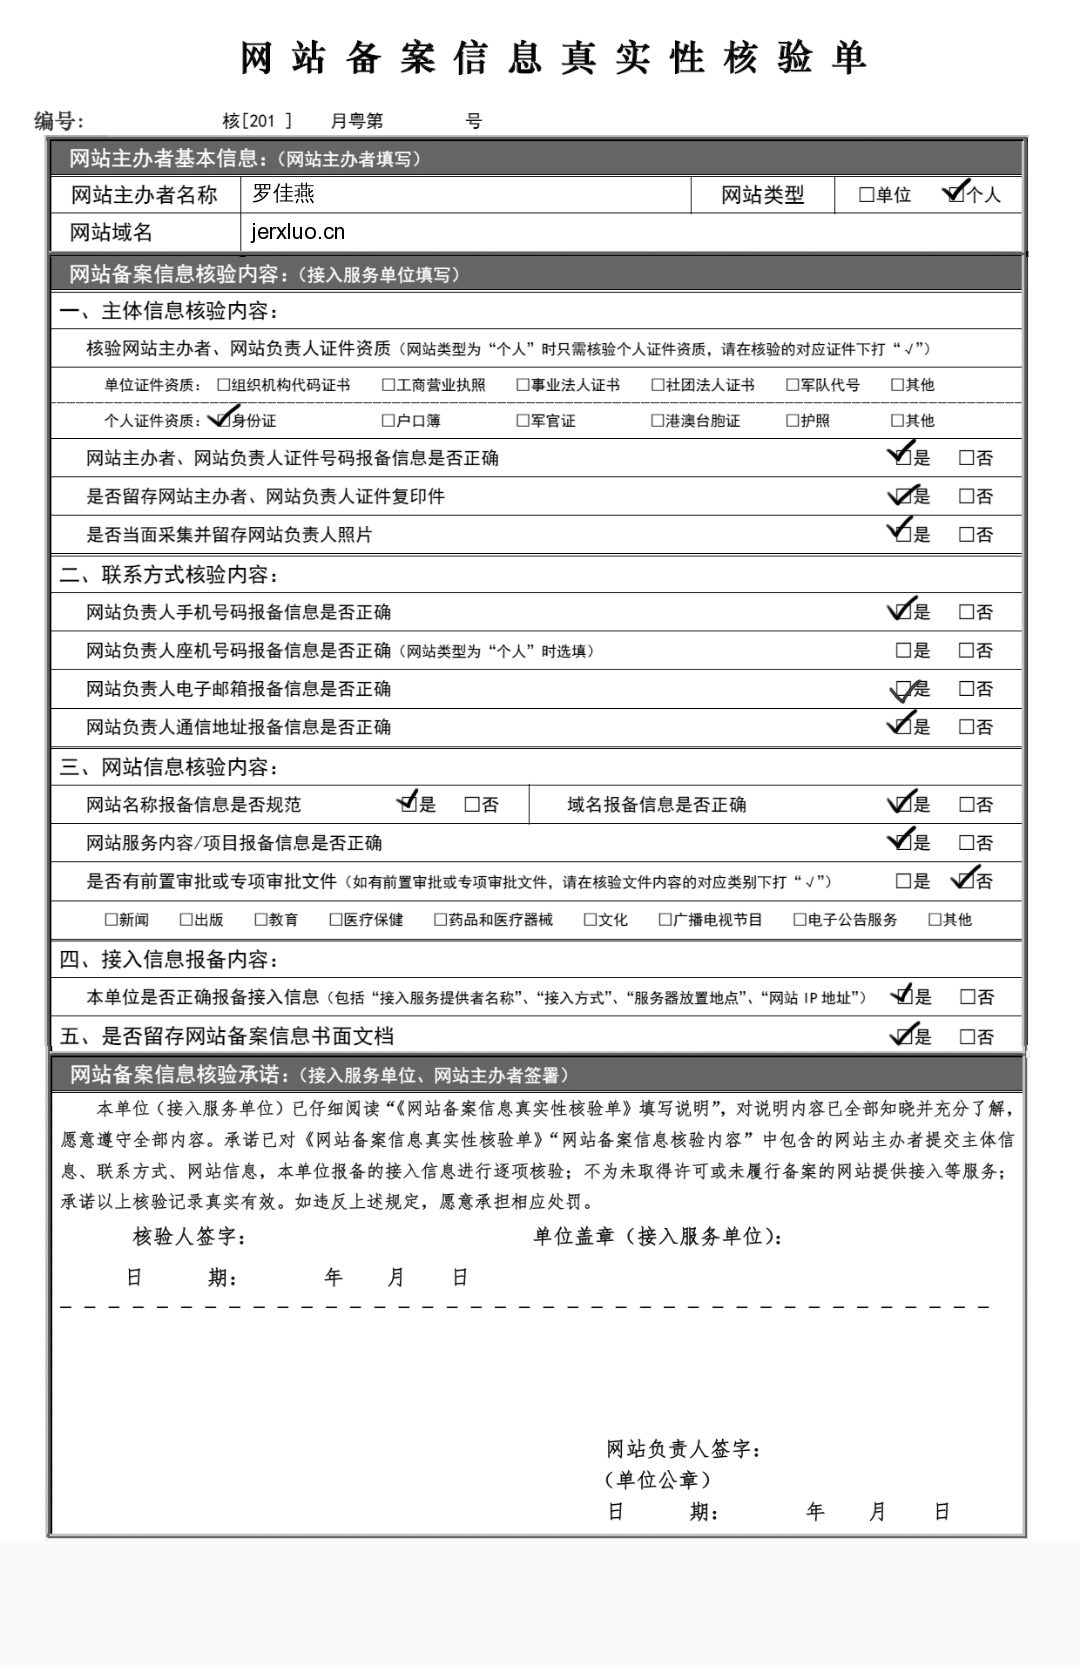 网站备案信息真实性核验单
编号： 核[201 ] 月粤第 号
网站主办者基本信息：（网站主办者填写）
网站主办者名称 罗佳燕 网站类型 □单位 ☑个人
网站域名 jerxluo.cn
网站备案信息核验内容：（接入服务单位填写）
一、主体信息核验内容：
核验网站主办者、网站负责人证件资质（网站类型为“个人”时只需核验个人证件资质，请在核验的对应证件下打“√”）
单位证件资质： □组织机构代码证书 □工商营业执照 □事业法人证书 □社团法人证书 □军队代号 □其他
个人证件资质： ☑身份证 □户口簿 □军官证 □港澳台胞证 □护照 □其他
网站主办者、网站负责人证件号码报备信息是否正确 ☑是 □否
是否留存网站主办者、网站负责人证件复印件 ☑是 □否
是否当面采集并留存网站负责人照片 ☑是 □否
二、联系方式核验内容：
网站负责人手机号码报备信息是否正确 ☑是 □否
网站负责人座机号码报备信息是否正确（网站类型为“个人”时选填） □是 □否
网站负责人电子邮箱报备信息是否正确 ☑是 □否
网站负责人通信地址报备信息是否正确 ☑是 □否
三、网站信息核验内容：
网站名称报备信息是否规范 ☑是 □否 域名报备信息是否正确 ☑是 □否
网站服务内容/项目报备信息是否正确 ☑是 □否
是否有前置审批或专项审批文件（如有前置审批或专项审批文件，请在核验文件内容的对应类别下打“√”） □是 ☑否
□新闻 □出版 □教育 □医疗保健 □药品和医疗器械 □文化 □广播电视节目 □电子公告服务 □其他
四、接入信息报备内容：
本单位是否正确报备接入信息（包括“接入服务提供者名称”、“接入方式”、“服务器放置地点”、“网站 IP 地址”） ☑是 □否
五、是否留存网站备案信息书面文档 ☑是 □否
网站备案信息核验承诺：（接入服务单位、网站主办者签署）
本单位（接入服务单位）已仔细阅读“《网站备案信息真实性核验单》填写说明”，对说明内容已全部知晓并充分了解，
愿意遵守全部内容。承诺已对《网站备案信息真实性核验单》“网站备案信息核验内容”中包含的网站主办者提交主体信
息、联系方式、网站信息，本单位报备的接入信息进行逐项核验；不为未取得许可或未履行备案的网站提供接入等服务；
承诺以上核验记录真实有效。如违反上述规定，愿意承担相应处罚。
核验人签字： 单位盖章（接入服务单位）：
日 期： 年 月 日
网站负责人签字：
（单位公章）
日 期： 年 月 日